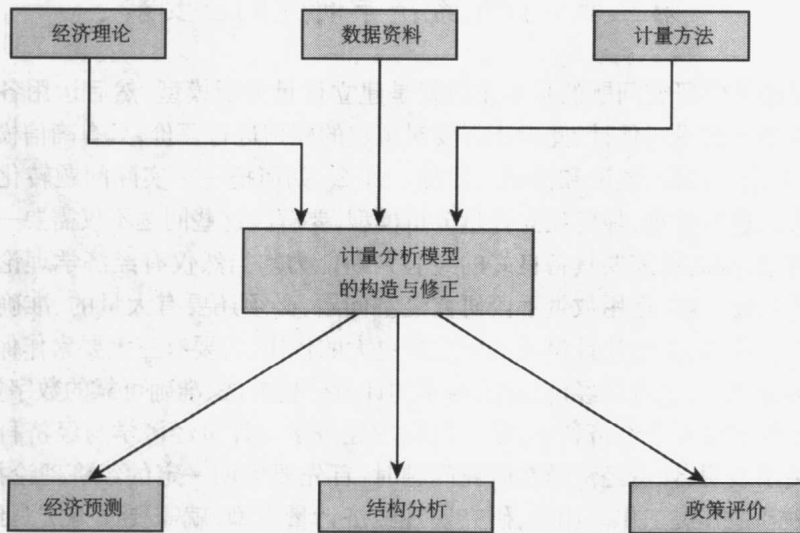 经济理论
数据资料
计量方法
计量分析模型
的构造与修正
经济预测
结构分析
政策评价